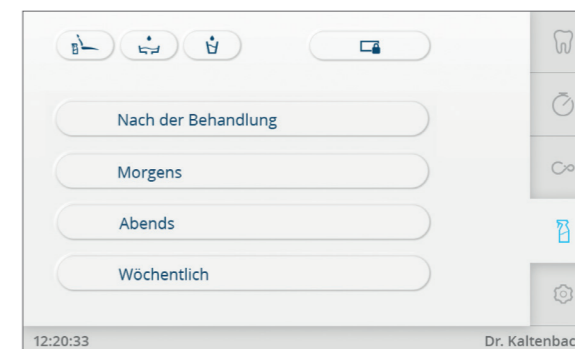 Nach der Behandlung
Morgens
Abends
Wöchentlich
12:20:33 Dr. Kaltenbac